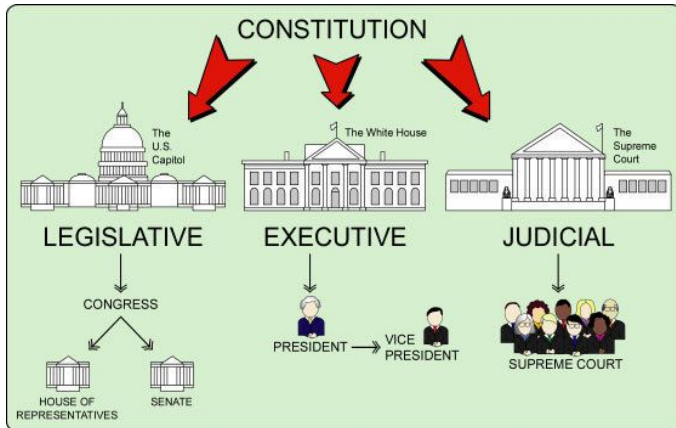 CONSTITUTION
The
U.S.
Capitol
The White House
The
Supreme
Court
LEGISLATIVE
EXECUTIVE
JUDICIAL
CONGRESS
PRESIDENT
VICE
PRESIDENT
SUPREME COURT
HOUSE OF
REPRESENTATIVES
SENATE